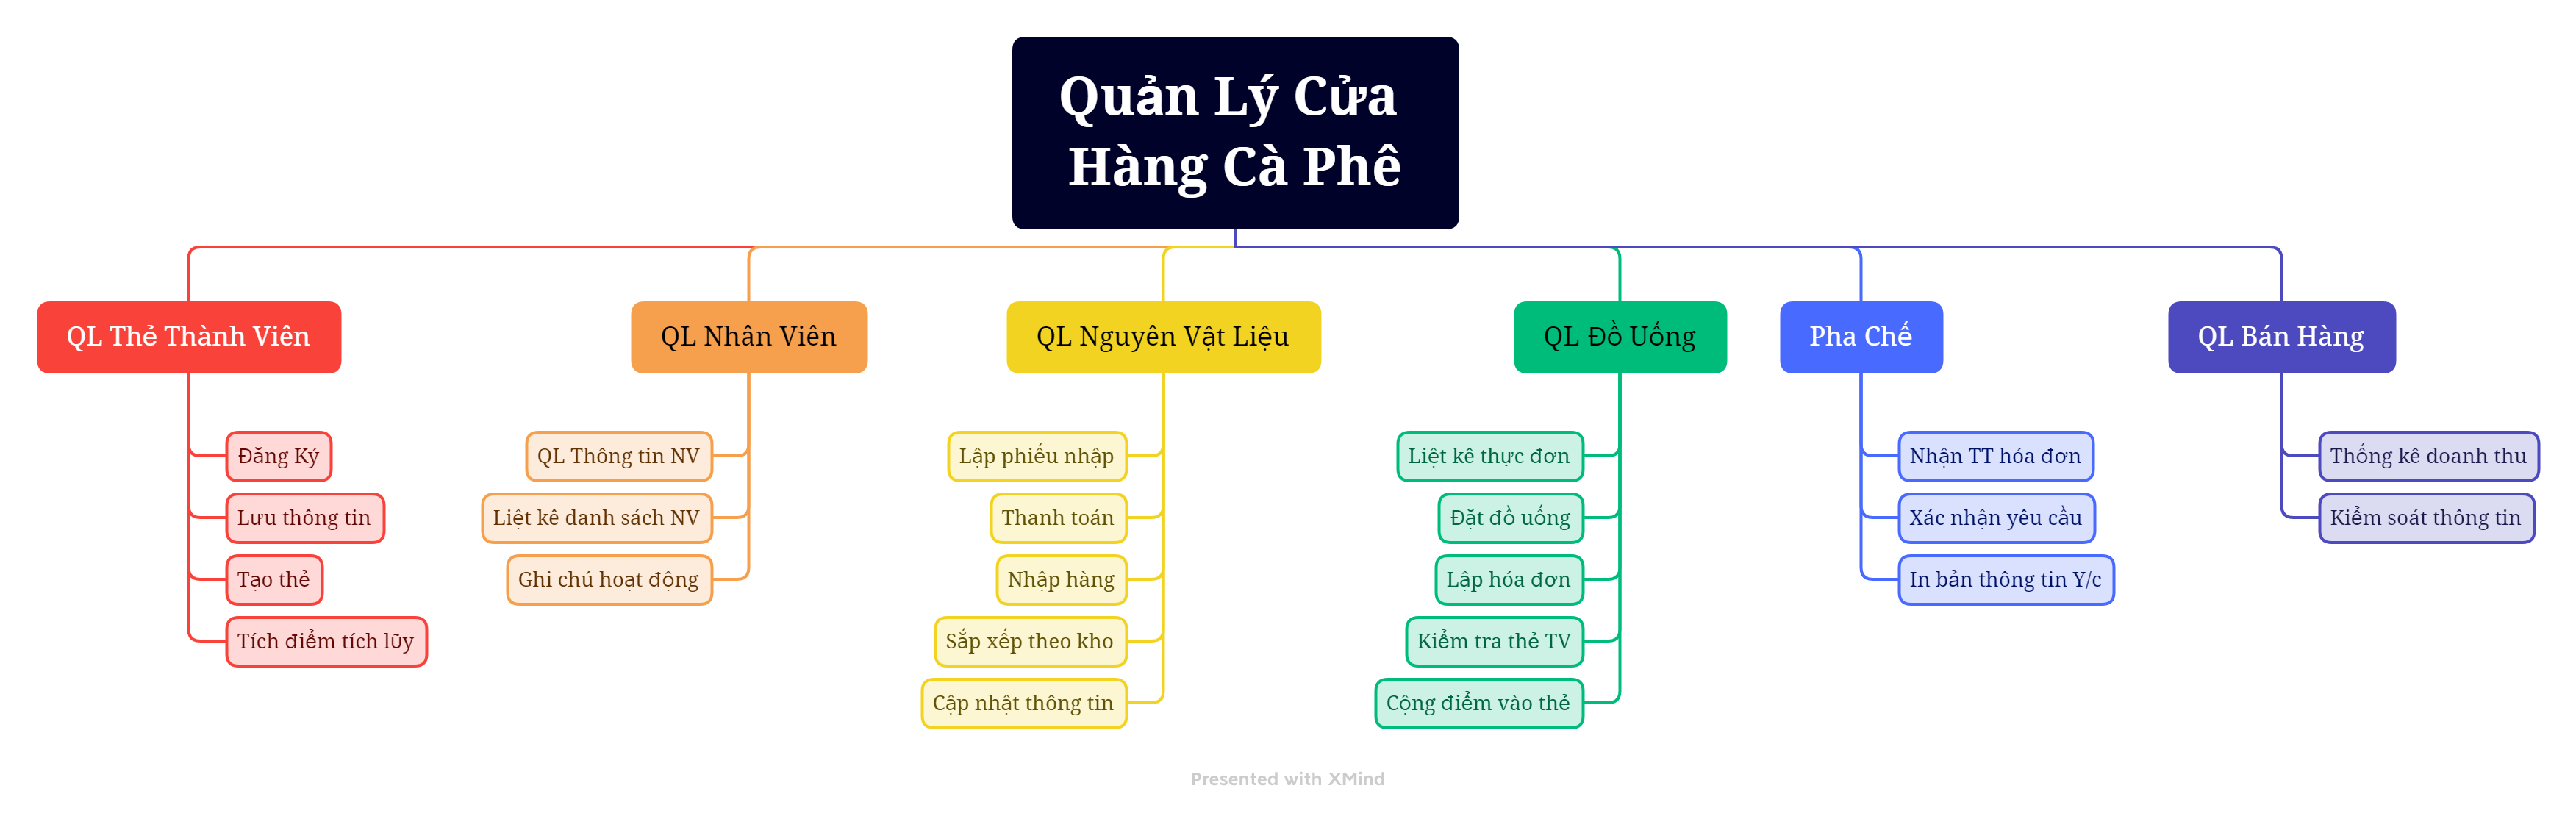 Quản Lý Cửa
Hàng Cà Phê
QL Thẻ Thành Viên
Đăng Ký
Lưu thông tin
Tạo thẻ
Tích điểm tích lũy
QL Nhân Viên
QL Thông tin NV
Liệt kê danh sách NV
Ghi chú hoạt động
QL Nguyên Vật Liệu
Lập phiếu nhập
Thanh toán
Nhập hàng
Sắp xếp theo kho
Cập nhật thông tin
QL Đồ Uống
Liệt kê thực đơn
Đặt đồ uống
Lập hóa đơn
Kiểm tra thẻ TV
Cộng điểm vào thẻ
Pha Chế
Nhận TT hóa đơn
Xác nhận yêu cầu
In bản thông tin Y/c
QL Bán Hàng
Thống kê doanh thu
Kiểm soát thông tin
Presented with XMind